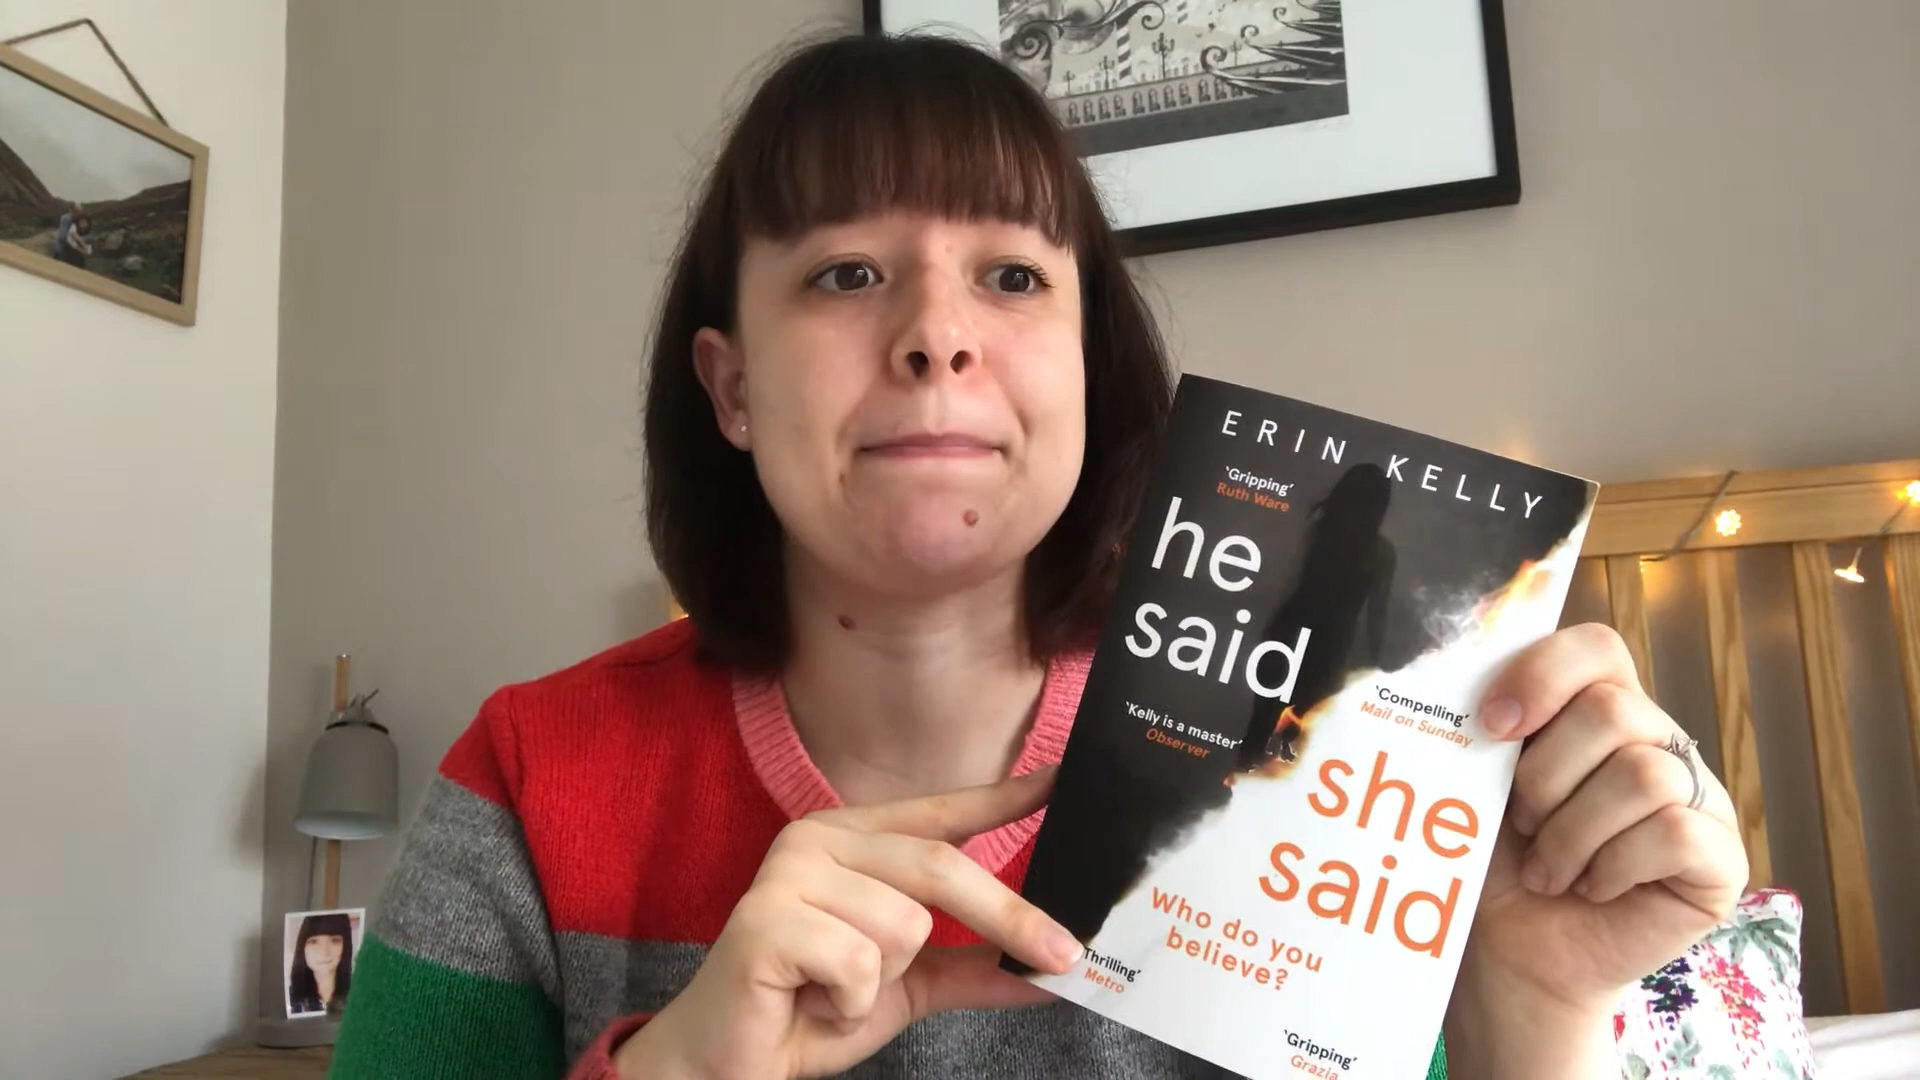 ERIN KELLY
'Gripping'
Ruth Ware
he
said
'Kelly is a master'
Observer
'Compelling'
Mail on Sunday
she
said
Who do you
believe?
Thrilling'
Metro
'Gripping'
Grazia